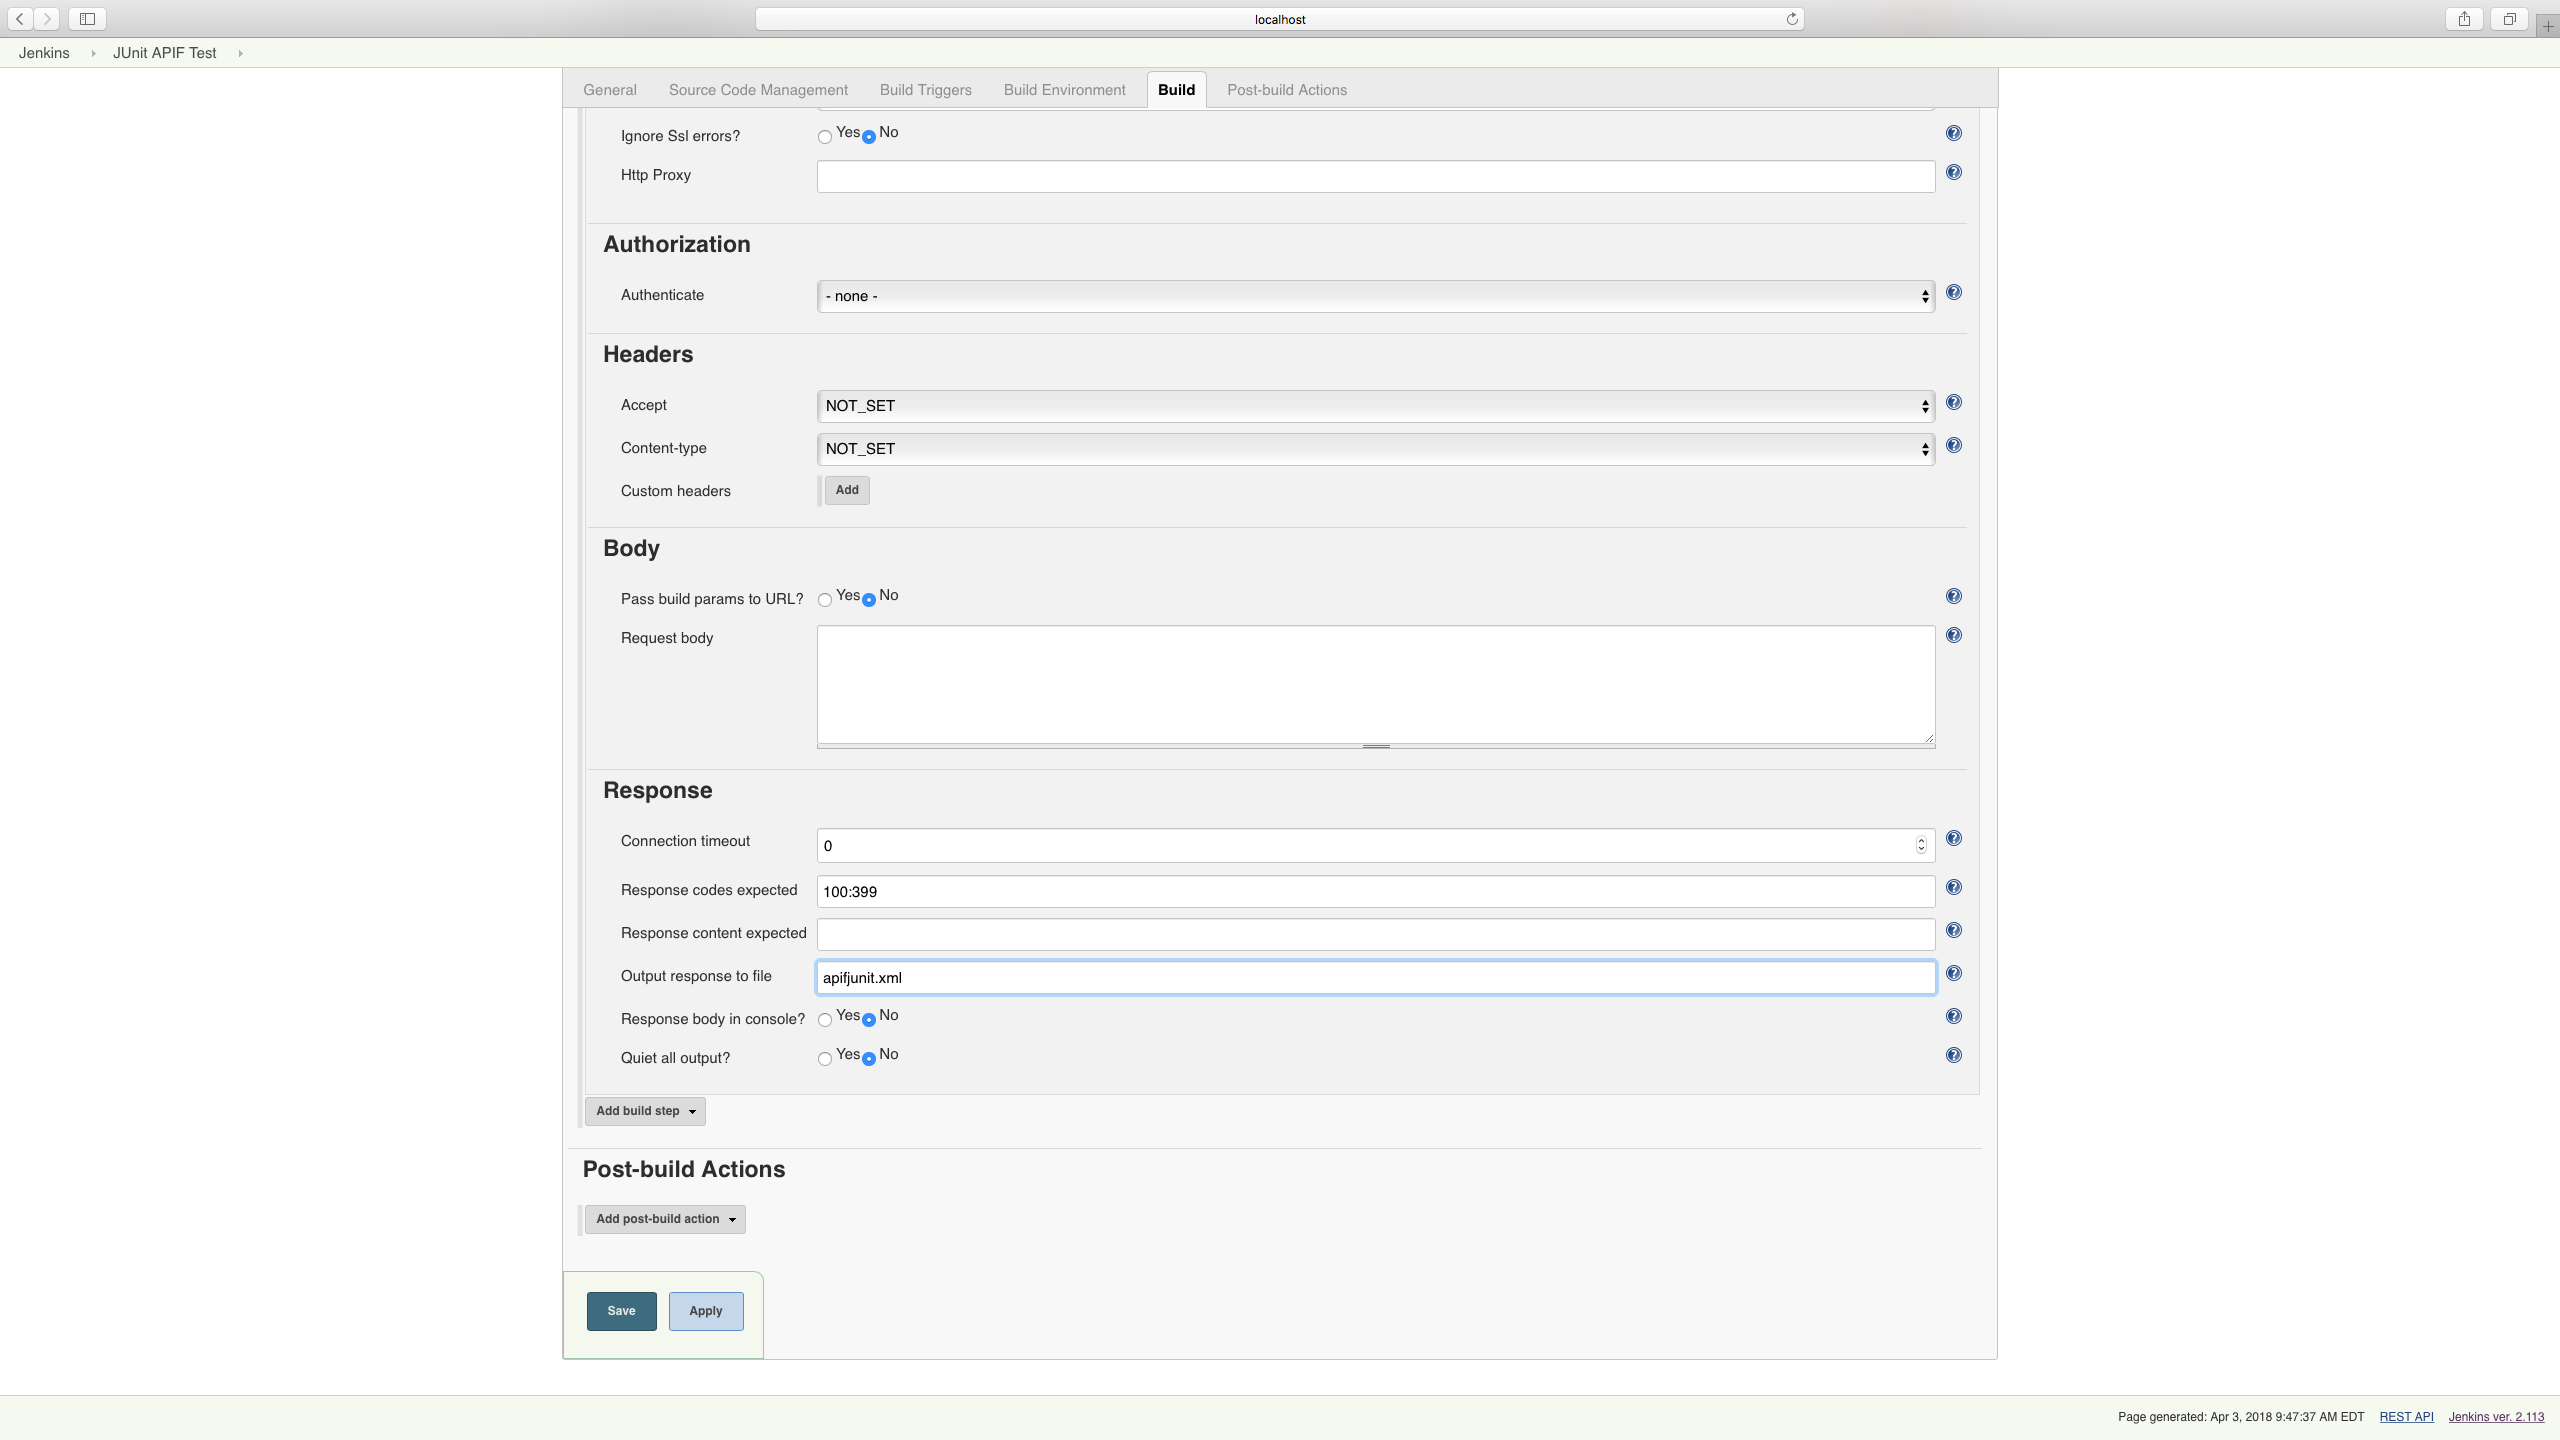 localhost
Jenkins
JUnit APIF Test
General
Source Code Management
Build Triggers
Build Environment
Build
Post-build Actions
Ignore Ssl errors?
Yes
No
Http Proxy
Authorization
Authenticate
- none -
Headers
Accept
NOT_SET
Content-type
NOT_SET
Custom headers
Add
Body
Pass build params to URL?
Yes
No
Request body
Response
Connection timeout
0
Response codes expected
100:399
Response content expected
Output response to file
apifjunit.xml
Response body in console?
Yes
No
Quiet all output?
Yes
No
Add build step
Post-build Actions
Add post-build action
Save
Apply
Page generated: Apr 3, 2018 9:47:37 AM EDT
REST API
Jenkins ver. 2.113